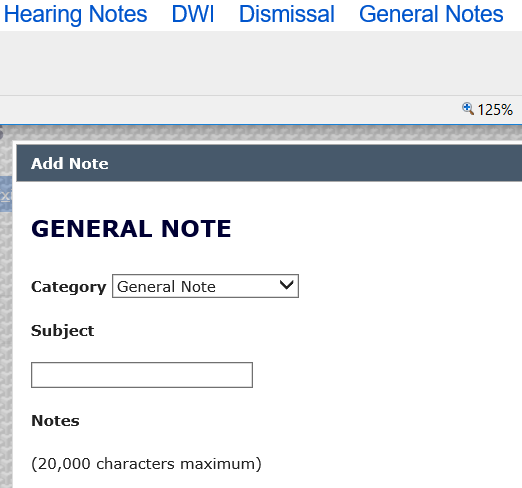 Hearing Notes DWI Dismissal General Notes
125%
Add Note
GENERAL NOTE
Category General Note
Subject
Notes
(20,000 characters maximum)